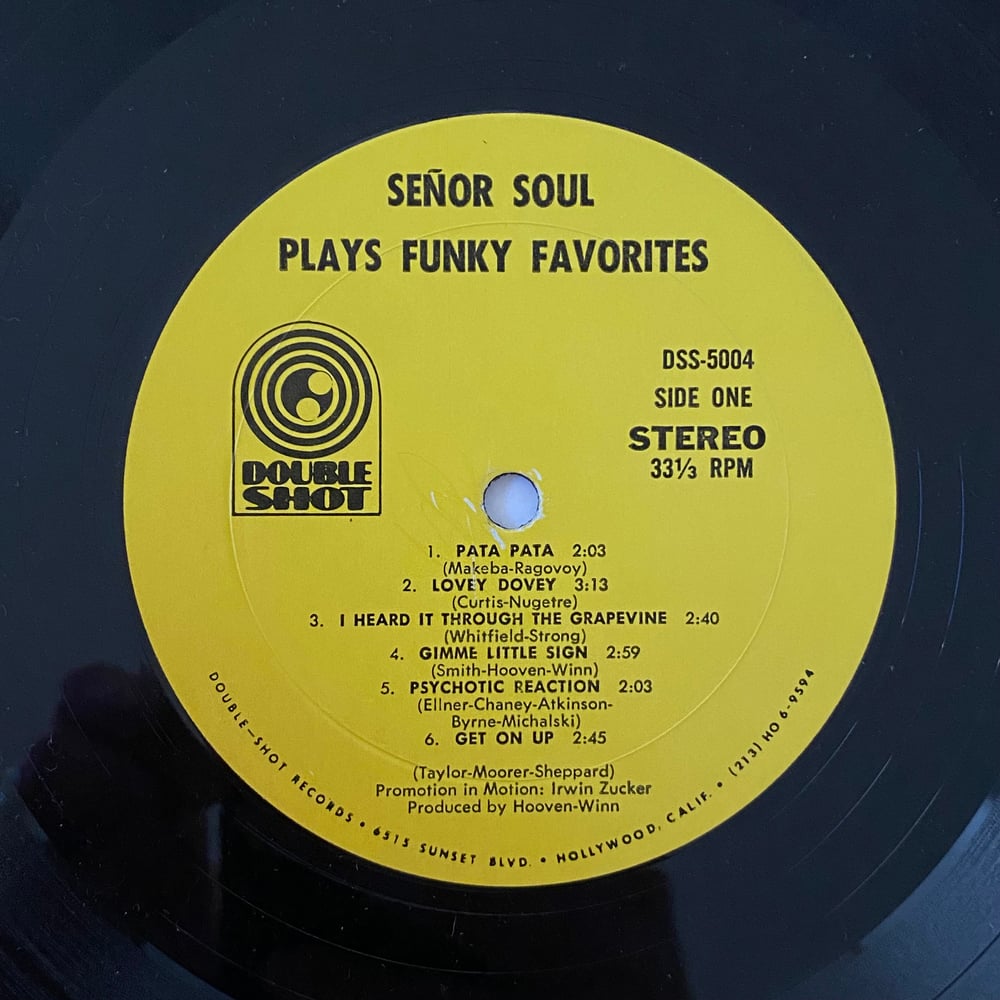 SEÑOR SOUL
PLAYS FUNKY FAVORITES
DOUBLE
SHOT
DSS-5004
SIDE ONE
STEREO
33⅓ RPM
1. PATA PATA 2:03
(Makeba-Ragovoy)
2. LOVEY DOVEY 3:13
(Curtis-Nugetre)
3. I HEARD IT THROUGH THE GRAPEVINE 2:40
(Whitfield-Strong)
4. GIMME LITTLE SIGN 2:59
(Smith-Hooven-Winn)
5. PSYCHOTIC REACTION 2:03
(Ellner-Chaney-Atkinson-
Byrne-Michalski)
6. GET ON UP 2:45
(Taylor-Moorer-Sheppard)
Promotion in Motion: Irwin Zucker
Produced by Hooven-Winn
DOUBLE—SHOT RECORDS • 6515 SUNSET BLVD. • HOLLYWOOD, CALIF. • (213) HO 6-9594